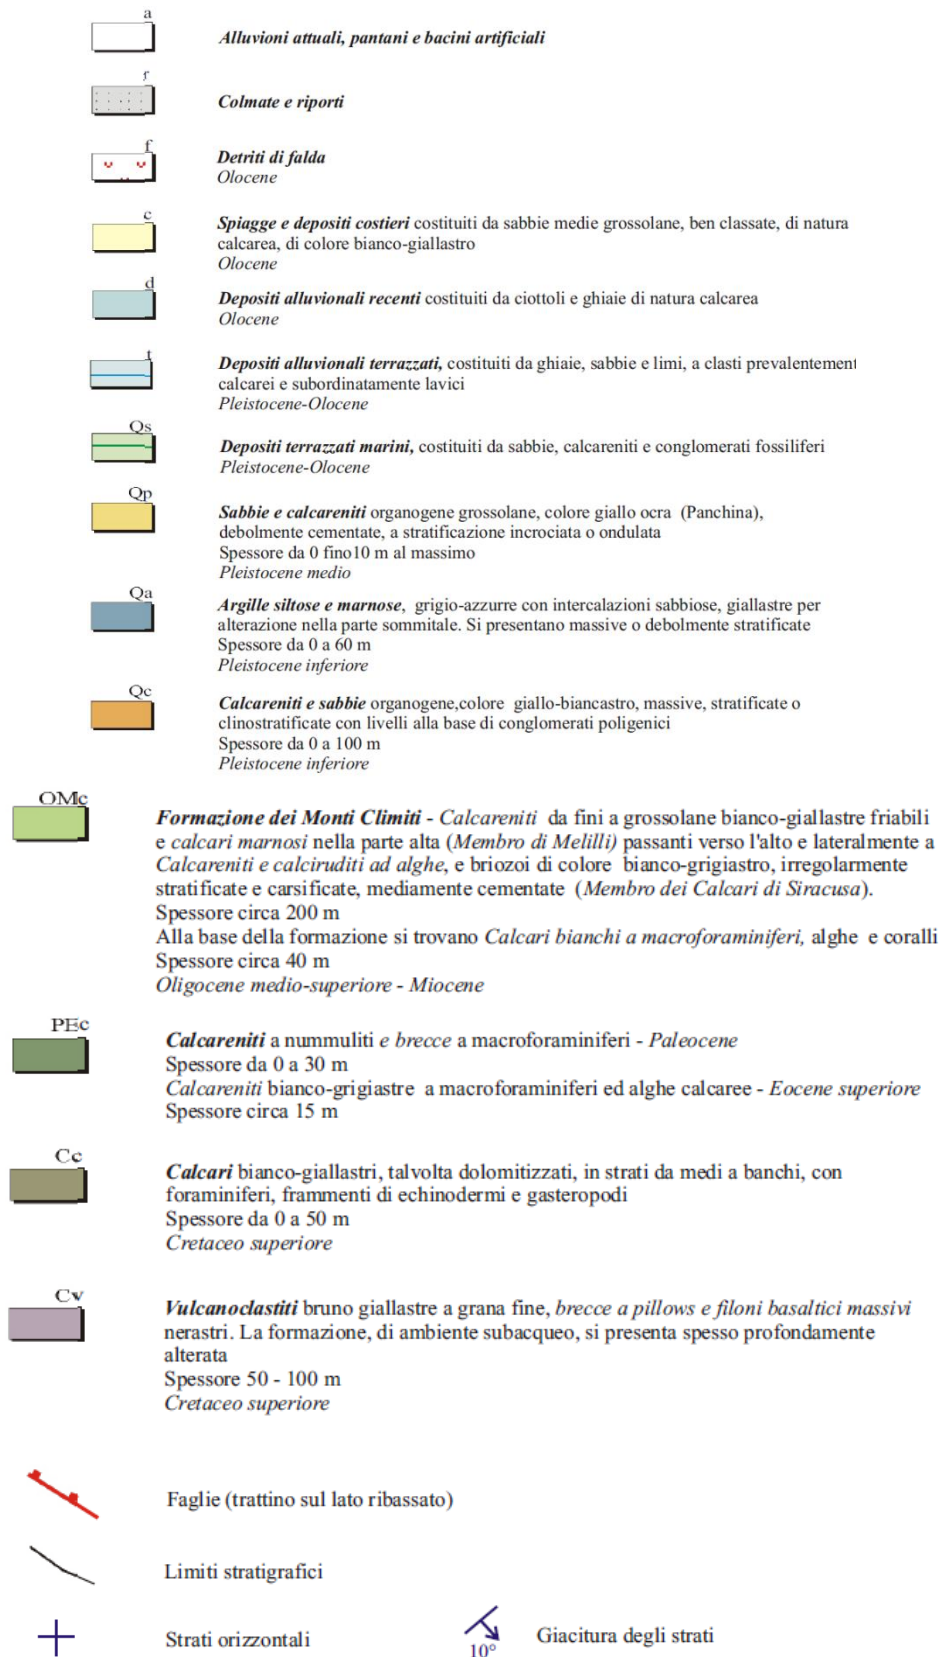 a
Alluvioni attuali, pantani e bacini artificiali
r
Colmate e riporti
f
Detriti di falda
Olocene
c
Spiagge e depositi costieri costituiti da sabbie medie grossolane, ben classate, di natura
calcarea, di colore bianco-giallastro
Olocene
d
Depositi alluvionali recenti costituiti da ciottoli e ghiaie di natura calcarea
Olocene
t
Depositi alluvionali terrazzati, costituiti da ghiaie, sabbie e limi, a clasti prevalentement
calcarei e subordinatamente lavici
Pleistocene-Olocene
Qs
Depositi terrazzati marini, costituiti da sabbie, calcareniti e conglomerati fossiliferi
Pleistocene-Olocene
Qp
Sabbie e calcareniti organogene grossolane, colore giallo ocra (Panchina),
debolmente cementate, a stratificazione incrociata o ondulata
Spessore da 0 fino10 m al massimo
Pleistocene medio
Qa
Argille siltose e marnose, grigio-azzurre con intercalazioni sabbiose, giallastre per
alterazione nella parte sommitale. Si presentano massive o debolmente stratificate
Spessore da 0 a 60 m
Pleistocene inferiore
Qc
Calcareniti e sabbie organogene,colore giallo-biancastro, massive, stratificate o
clinostratificate con livelli alla base di conglomerati poligenici
Spessore da 0 a 100 m
Pleistocene inferiore
OMc
Formazione dei Monti Climiti - Calcareniti da fini a grossolane bianco-giallastre friabili
e calcari marnosi nella parte alta (Membro di Melilli) passanti verso l'alto e lateralmente a
Calcareniti e calciruditi ad alghe, e briozoi di colore bianco-grigiastro, irregolarmente
stratificate e carsificate, mediamente cementate (Membro dei Calcari di Siracusa).
Spessore circa 200 m
Alla base della formazione si trovano Calcari bianchi a macroforaminiferi, alghe e coralli
Spessore circa 40 m
Oligocene medio-superiore - Miocene
PEc
Calcareniti a nummuliti e brecce a macroforaminiferi - Paleocene
Spessore da 0 a 30 m
Calcareniti bianco-grigiastre a macroforaminiferi ed alghe calcaree - Eocene superiore
Spessore circa 15 m
Cc
Calcari bianco-giallastri, talvolta dolomitizzati, in strati da medi a banchi, con
foraminiferi, frammenti di echinodermi e gasteropodi
Spessore da 0 a 50 m
Cretaceo superiore
Cv
Vulcanoclastiti bruno giallastre a grana fine, brecce a pillows e filoni basaltici massivi
nerastri. La formazione, di ambiente subacqueo, si presenta spesso profondamente
alterata
Spessore 50 - 100 m
Cretaceo superiore
Faglie (trattino sul lato ribassato)
Limiti stratigrafici
Strati orizzontali
10°
Giacitura degli strati